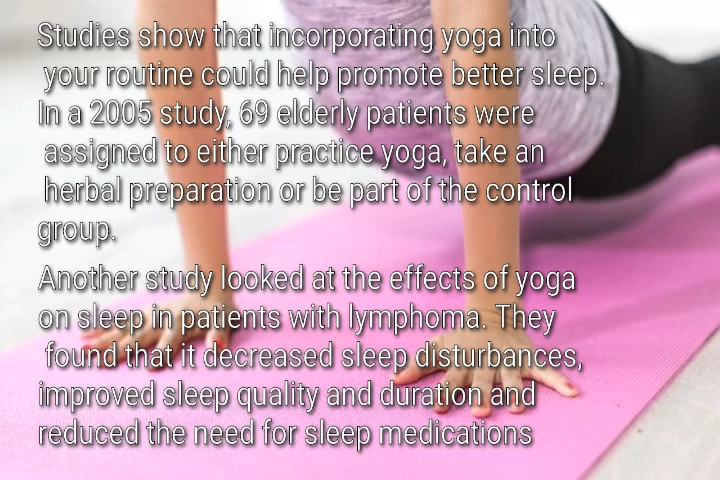 Studies show that incorporating yoga into
your routine could help promote better sleep.
In a 2005 study, 69 elderly patients were
assigned to either practice yoga, take an
herbal preparation or be part of the control
group.
Another study looked at the effects of yoga
on sleep in patients with lymphoma. They
found that it decreased sleep disturbances,
improved sleep quality and duration and
reduced the need for sleep medications